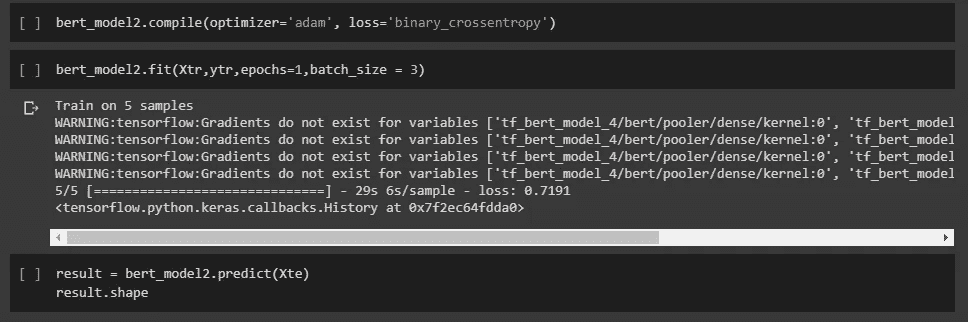 [ ] bert_model2.compile(optimizer='adam', loss='binary_crossentropy')
[ ] bert_model2.fit(Xtr,ytr,epochs=1,batch_size = 3)
Train on 5 samples
WARNING:tensorflow:Gradients do not exist for variables ['tf_bert_model_4/bert/pooler/dense/kernel:0', 'tf_bert_model
WARNING:tensorflow:Gradients do not exist for variables ['tf_bert_model_4/bert/pooler/dense/kernel:0', 'tf_bert_model
WARNING:tensorflow:Gradients do not exist for variables ['tf_bert_model_4/bert/pooler/dense/kernel:0', 'tf_bert_model
WARNING:tensorflow:Gradients do not exist for variables ['tf_bert_model_4/bert/pooler/dense/kernel:0', 'tf_bert_model
5/5 [==============================] - 29s 6s/sample - loss: 0.7191
<tensorflow.python.keras.callbacks.History at 0x7f2ec64fdda0>
[ ] result = bert_model2.predict(Xte)
result.shape